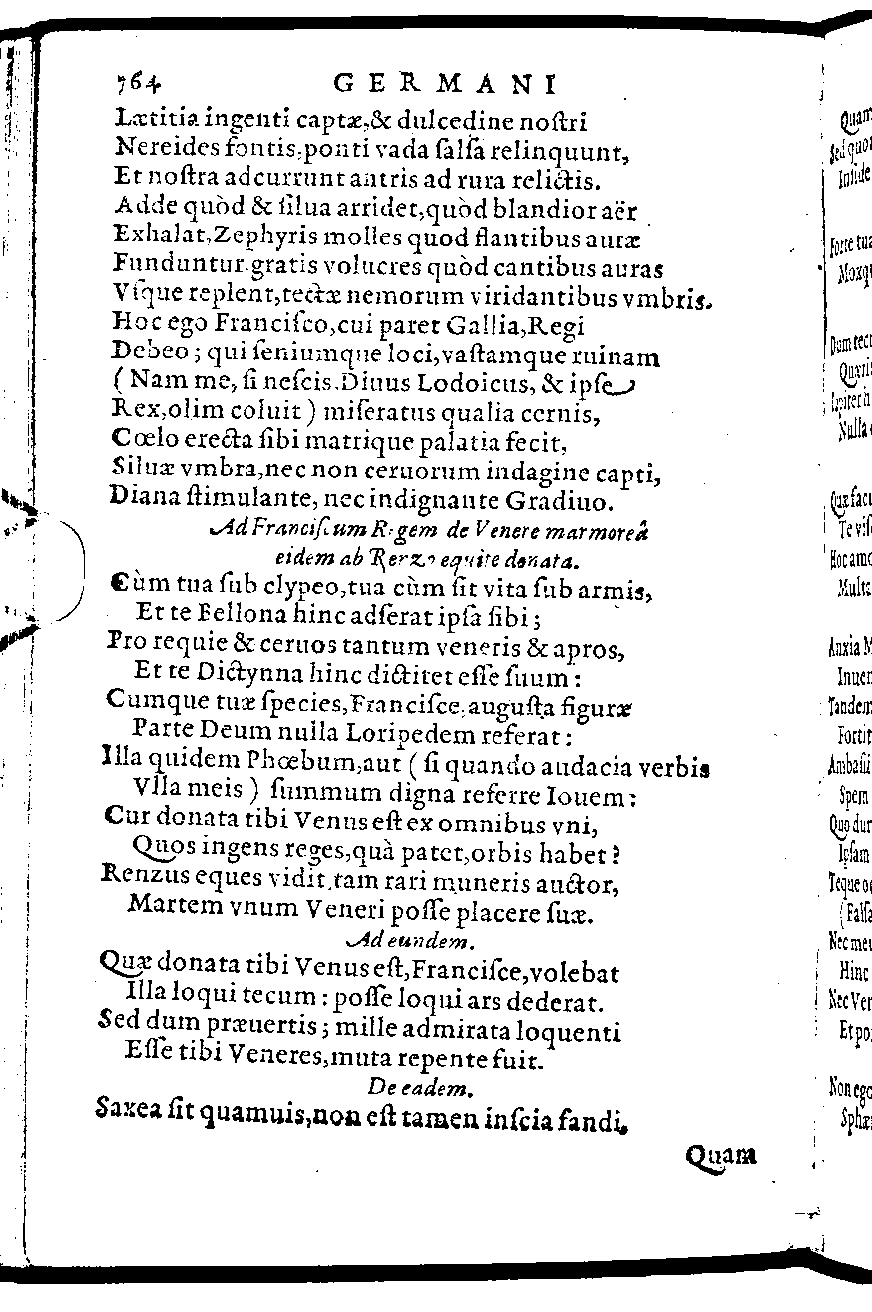 764 GERMANI
Lætitia ingenti captæ,& dulcedine noſtri
Nereides fontis,ponti vada ſalſa relinquunt,
Et noſtra adcurrunt antris ad rura relictis.
Adde quòd & ſilua arridet,quòd blandior aër
Exhalat,Zephyris molles quod flantibus auræ
Funduntur.gratis volucres quòd cantibus auras
Vſque replent,tectæ nemorum viridantibus vmbris.
Hoc ego Franciſco,cui paret Gallia,Regi
Debeo; qui ſeniumque loci,vaſtamque ruinam
( Nam me, ſi neſcis.Diuus Lodoicus, & ipſe
Rex,olim coluit ) miſeratus qualia cernis,
Cœlo erecta ſibi matrique palatia fecit,
Siluæ vmbra,nec non ceruorum indagine capti,
Diana ſtimulante, nec indignante Gradiuo.
Ad Franciſcum Regem de Venere marmoreâ
eidem ab Renzo equite donata.
Cùm tua ſub clypeo,tua cùm ſit vita ſub armis,
Et te Bellona hinc adſerat ipſa ſibi;
Pro requie & ceruos tantum veneris & apros,
Et te Dictynna hinc dictitet eſſe ſuum:
Cumque tuæ ſpecies,Franciſce,auguſta figuræ
Parte Deum nulla Loripedem referat:
Illa quidem Phœbum,aut ( ſi quando audacia verbis
Vlla meis ) ſummum digna referre Iouem:
Cur donata tibi Venus eſt ex omnibus vni,
Quos ingens reges,quà patet,orbis habet?
Renzus eques vidit,tam rari muneris auctor,
Martem vnum Veneri poſſe placere ſuæ.
Ad eundem.
Quæ donata tibi Venus eſt,Franciſce,volebat
Illa loqui tecum: poſſe loqui ars dederat.
Sed dum præuertis; mille admirata loquenti
Eſſe tibi Veneres,muta repente fuit.
De eadem.
Saxea ſit quamuis,non eſt tamen inſcia fandi.
Quam